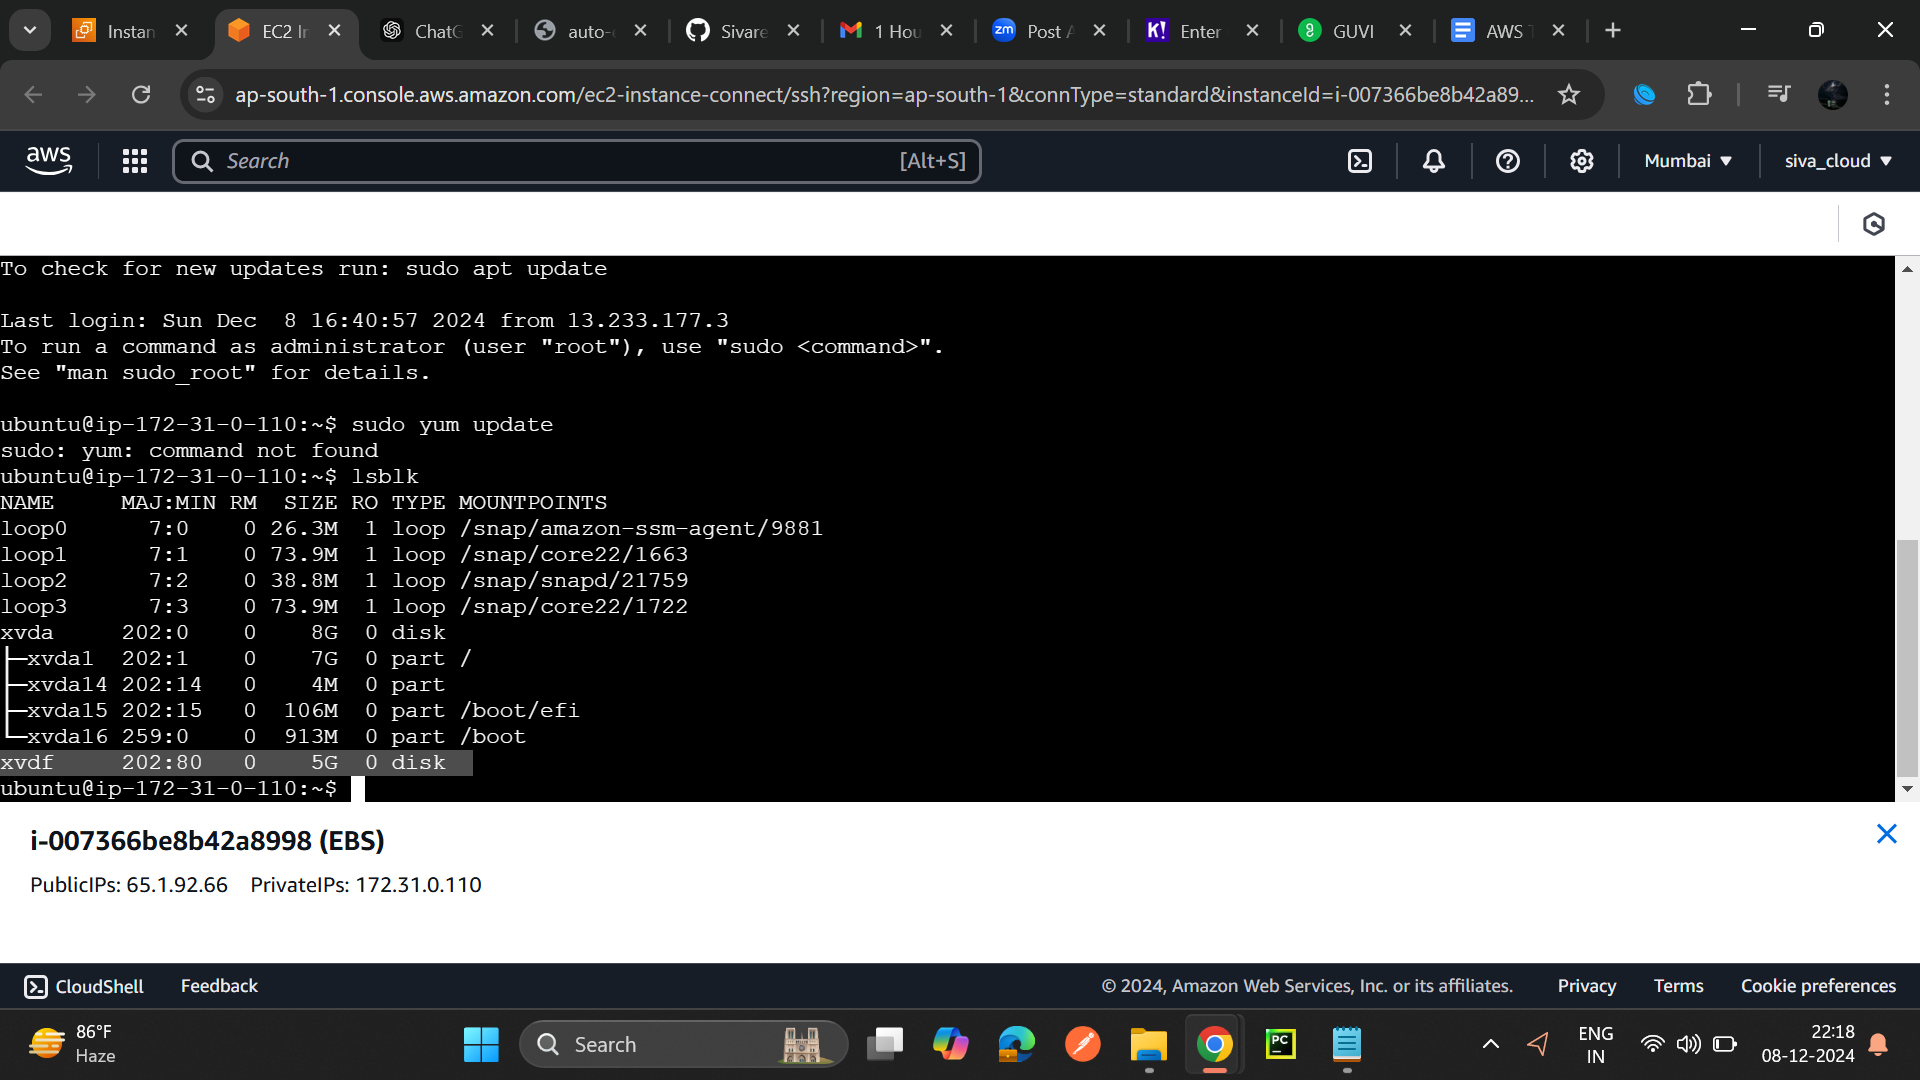 Instan
EC2 In
ChatG
auto-
Sivare
1 Hou
Post A
Enter
GUVI
AWS T
ap-south-1.console.aws.amazon.com/ec2-instance-connect/ssh?region=ap-south-1&connType=standard&instanceId=i-007366be8b42a89...
aws
Search
[Alt+S]
Mumbai
siva_cloud
To check for new updates run: sudo apt update
Last login: Sun Dec  8 16:40:57 2024 from 13.233.177.3
To run a command as administrator (user "root"), use "sudo <command>".
See "man sudo_root" for details.
ubuntu@ip-172-31-0-110:~$ sudo yum update
sudo: yum: command not found
ubuntu@ip-172-31-0-110:~$ lsblk
NAME     MAJ:MIN RM  SIZE RO TYPE MOUNTPOINTS
loop0      7:0    0 26.3M  1 loop /snap/amazon-ssm-agent/9881
loop1      7:1    0 73.9M  1 loop /snap/core22/1663
loop2      7:2    0 38.8M  1 loop /snap/snapd/21759
loop3      7:3    0 73.9M  1 loop /snap/core22/1722
xvda     202:0    0    8G  0 disk
├─xvda1  202:1    0    7G  0 part /
├─xvda14 202:14   0    4M  0 part
├─xvda15 202:15   0  106M  0 part /boot/efi
└─xvda16 259:0    0  913M  0 part /boot
xvdf     202:80   0    5G  0 disk
ubuntu@ip-172-31-0-110:~$
i-007366be8b42a8998 (EBS)
PublicIPs: 65.1.92.66    PrivateIPs: 172.31.0.110
CloudShell
Feedback
© 2024, Amazon Web Services, Inc. or its affiliates.
Privacy
Terms
Cookie preferences
86°F
Haze
Search
PC
ENG
IN
22:18
08-12-2024